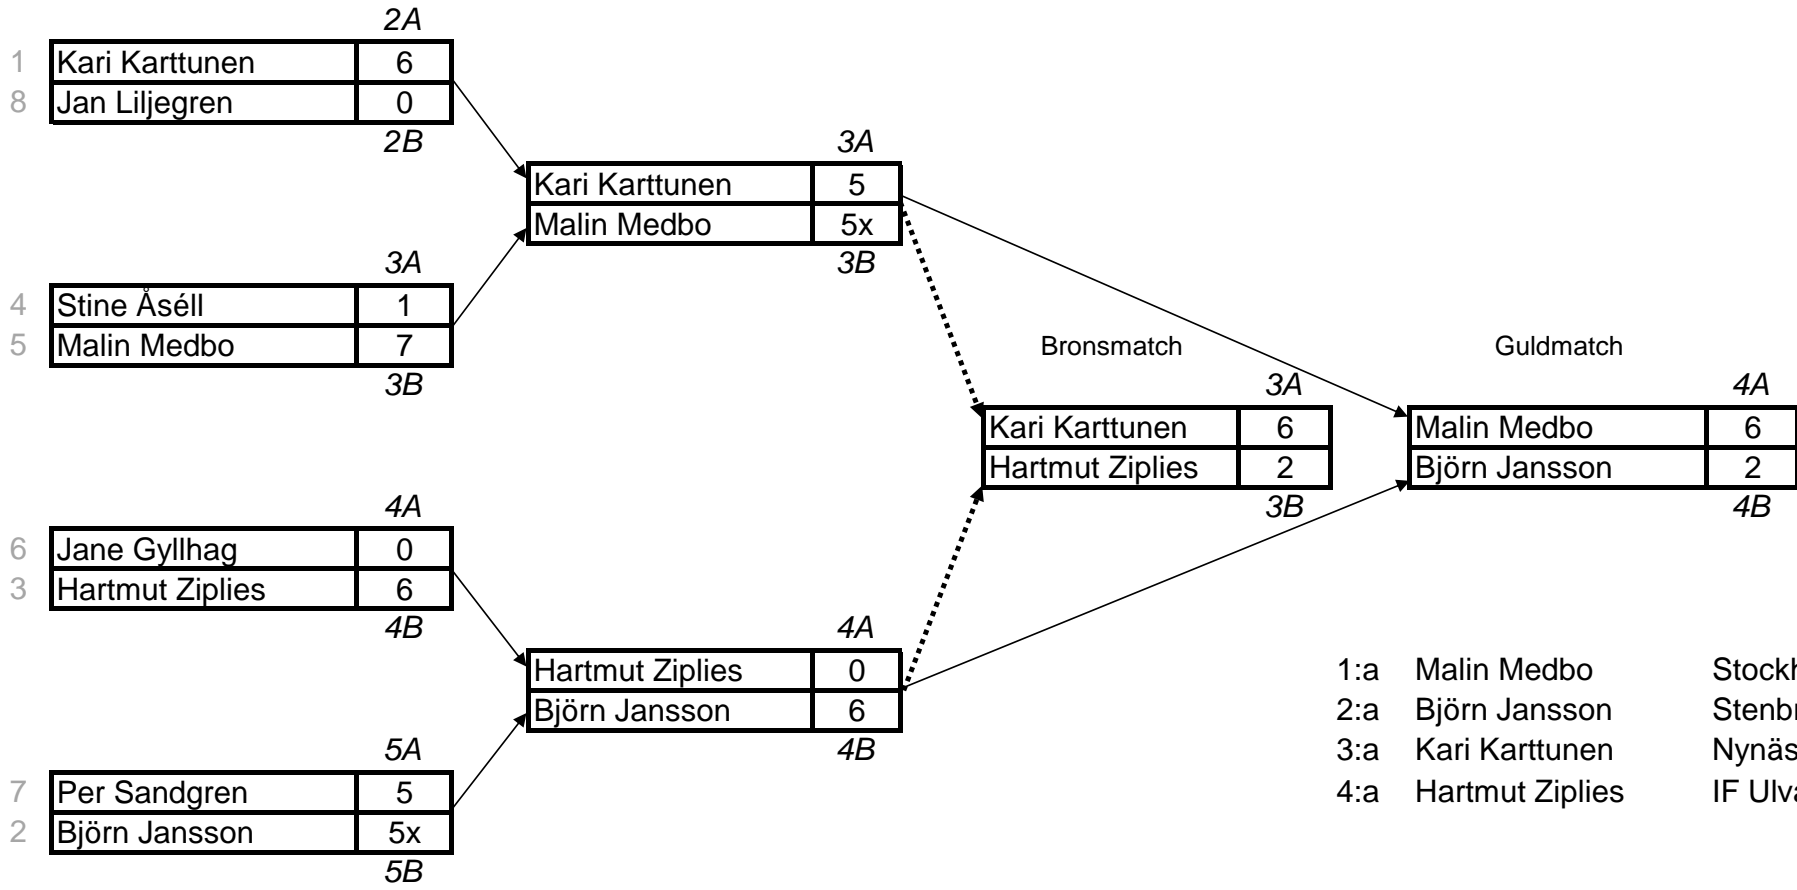 2A
1 Kari Karttunen 6
8 Jan Liljegren 0
2B
3A
Kari Karttunen 5
Malin Medbo 5x
3B
3A
4 Stine Åséll 1
5 Malin Medbo 7
3B
Bronsmatch
3A
Kari Karttunen 6
Hartmut Ziplies 2
3B
Guldmatch
4A
Malin Medbo 6
Björn Jansson 2
4B
4A
6 Jane Gyllhag 0
3 Hartmut Ziplies 6
4B
4A
Hartmut Ziplies 0
Björn Jansson 6
4B
5A
7 Per Sandgren 5
2 Björn Jansson 5x
5B
1:a Malin Medbo
2:a Björn Jansson
3:a Kari Karttunen
4:a Hartmut Ziplies IF